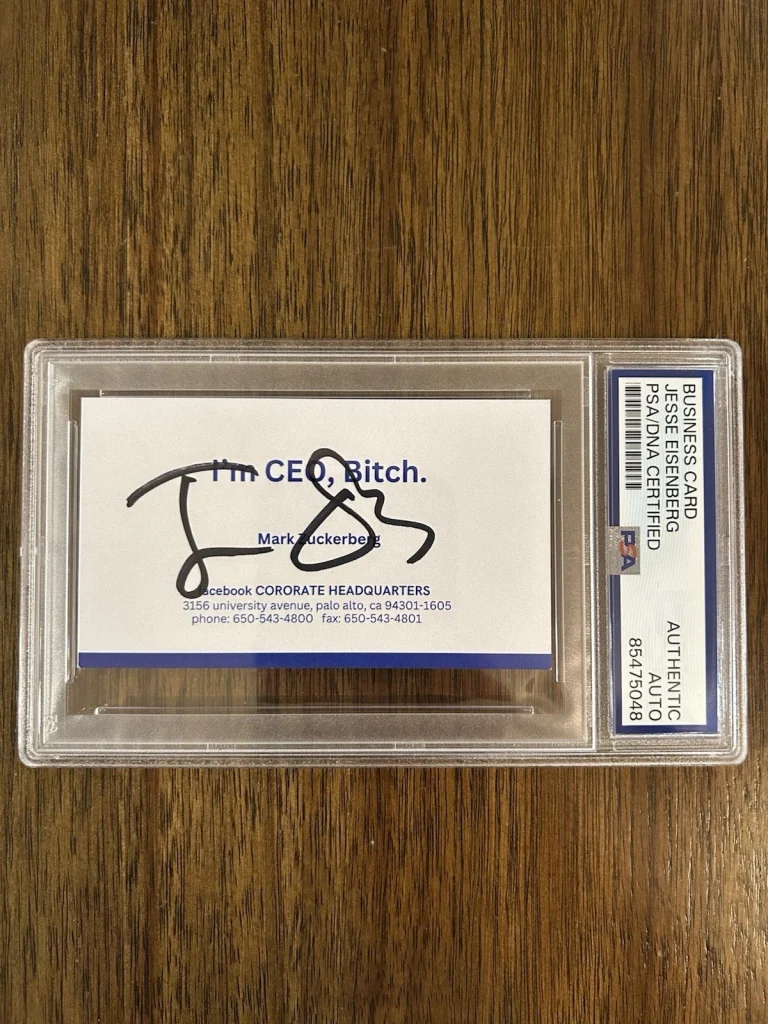 I'm CEO, Bitch.
Mark Zuckerberg
facebook CORORATE HEADQUARTERS
3156 university avenue, palo alto, ca 94301-1605
phone: 650-543-4800 fax: 650-543-4801
BUSINESS CARD
JESSE EISENBERG
PSA/DNA CERTIFIED
PSA
AUTHENTIC
AUTO
85475048